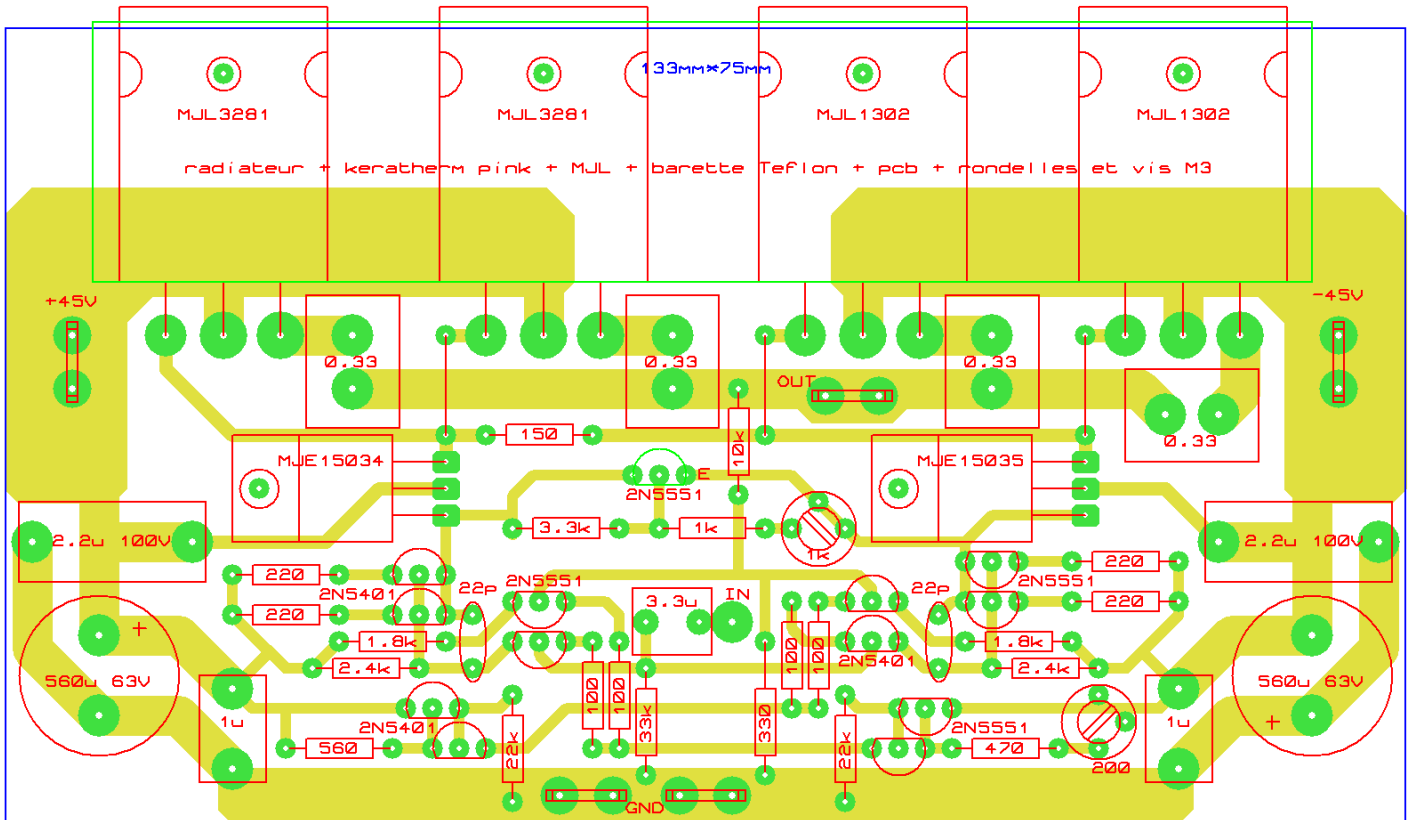 133mm*75mm
MJL3281
MJL3281
MJL1302
MJL1302
radiateur + keratherm pink + MJL + barette Teflon + pcb + rondelles et vis M3
+45V
-45V
0.33
0.33
0.33
OUT
0.33
150
10k
MJE15034
MJE15035
E
2N5551
3.3k
1k
1k
2.2u 100V
2.2u 100V
220
2N5401
220
22p
2N5551
3.3u
IN
22p
2N5551
220
220
1.8k
2.4k
100
100
2N5401
1.8k
2.4k
560u 63V
+
100
100
33k
330
560u 63V
+
1u
2N5401
560
22k
22k
2N5551
470
200
1u
GND